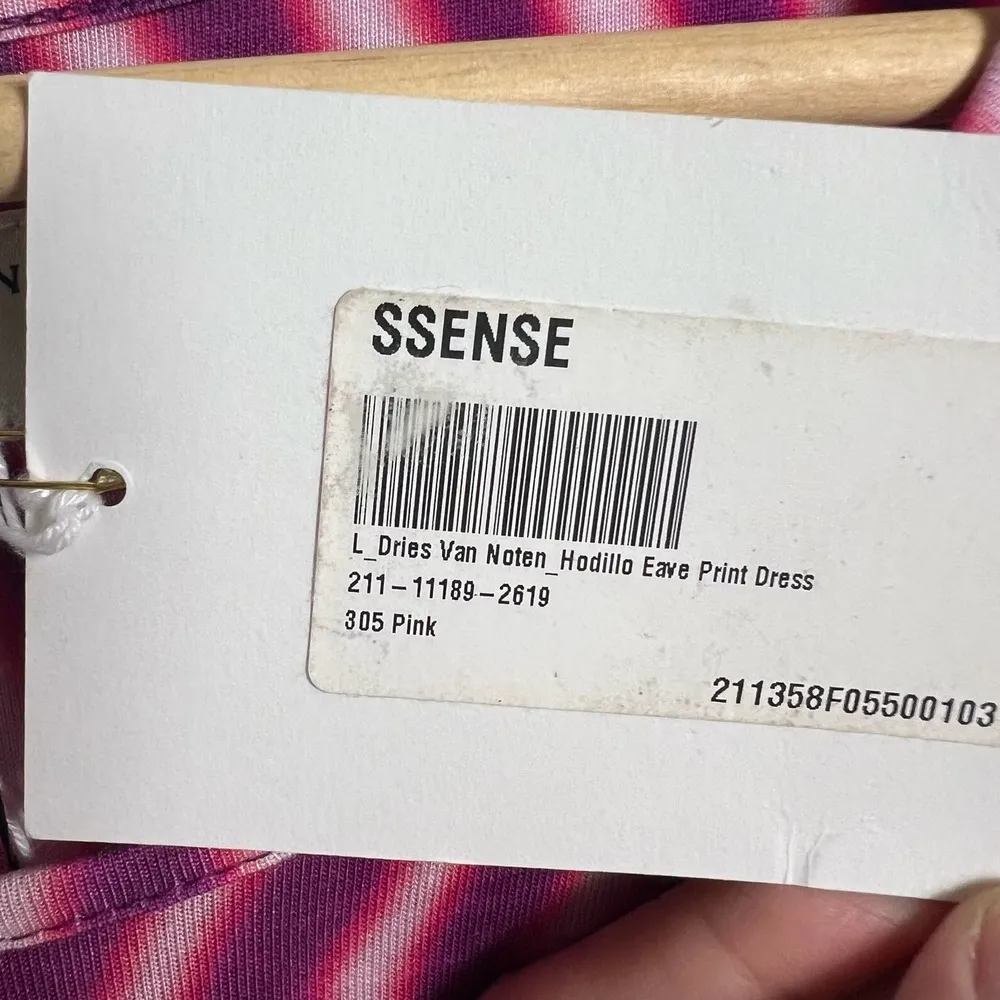 SSENSE
L_Dries Van Noten_Hodillo Eave Print Dress
211-11189-2619
305 Pink
211358F05500103